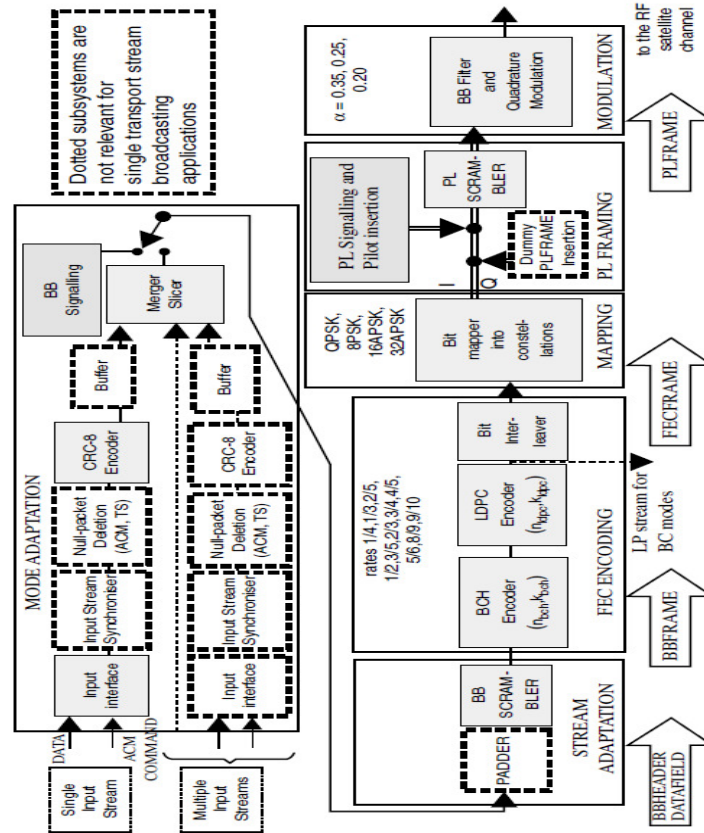 Dotted subsystems are
not relevant for
single transport stream
broadcasting
applications
MODE ADAPTATION
Single
Input
Stream
DATA
ACM
COMMAND
Input
interface
Input Stream
Synchroniser
Null-packet
Deletion
(ACM, TS)
CRC-8
Encoder
Buffer
BB
Signalling
Merger
Slicer
Multiple
Input
Streams
Input
interface
Input Stream
Synchroniser
Null-packet
Deletion
(ACM, TS)
CRC-8
Encoder
Buffer
PADDER
BB
SCRAM-
BLER
STREAM
ADAPTATION
rates 1/4,1/3,2/5,
1/2,3/5,2/3,3/4,4/5,
5/6,8/9,9/10
BCH
Encoder
(nbch,kbch)
LDPC
Encoder
(nldpc,kldpc)
Bit
Inter-
leaver
FEC ENCODING
QPSK,
8PSK,
16APSK,
32APSK
Bit
mapper
into
constel-
lations
MAPPING
I
Q
PL Signalling and
Pilot insertion
PL
SCRAM-
BLER
Dummy
PLFRAME
Insertion
PL FRAMING
α = 0.35, 0.25,
0.20
BB Filter
and
Quadrature
Modulation
MODULATION
BBHEADER
DATAFIELD
BBFRAME
LP stream for
BC modes
FECFRAME
PLFRAME
to the RF
satellite
channel